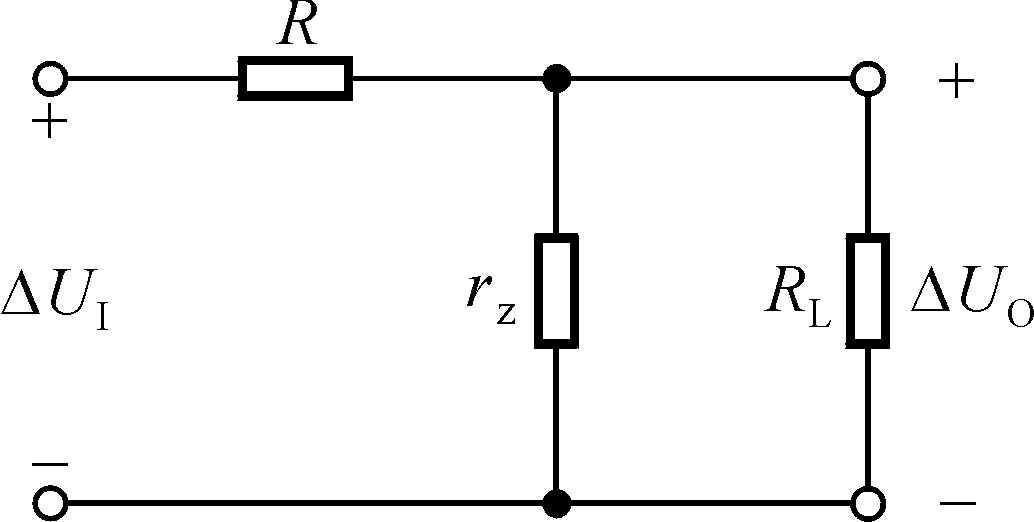 R
+ +
ΔU_I r_z R_L ΔU_O
− −